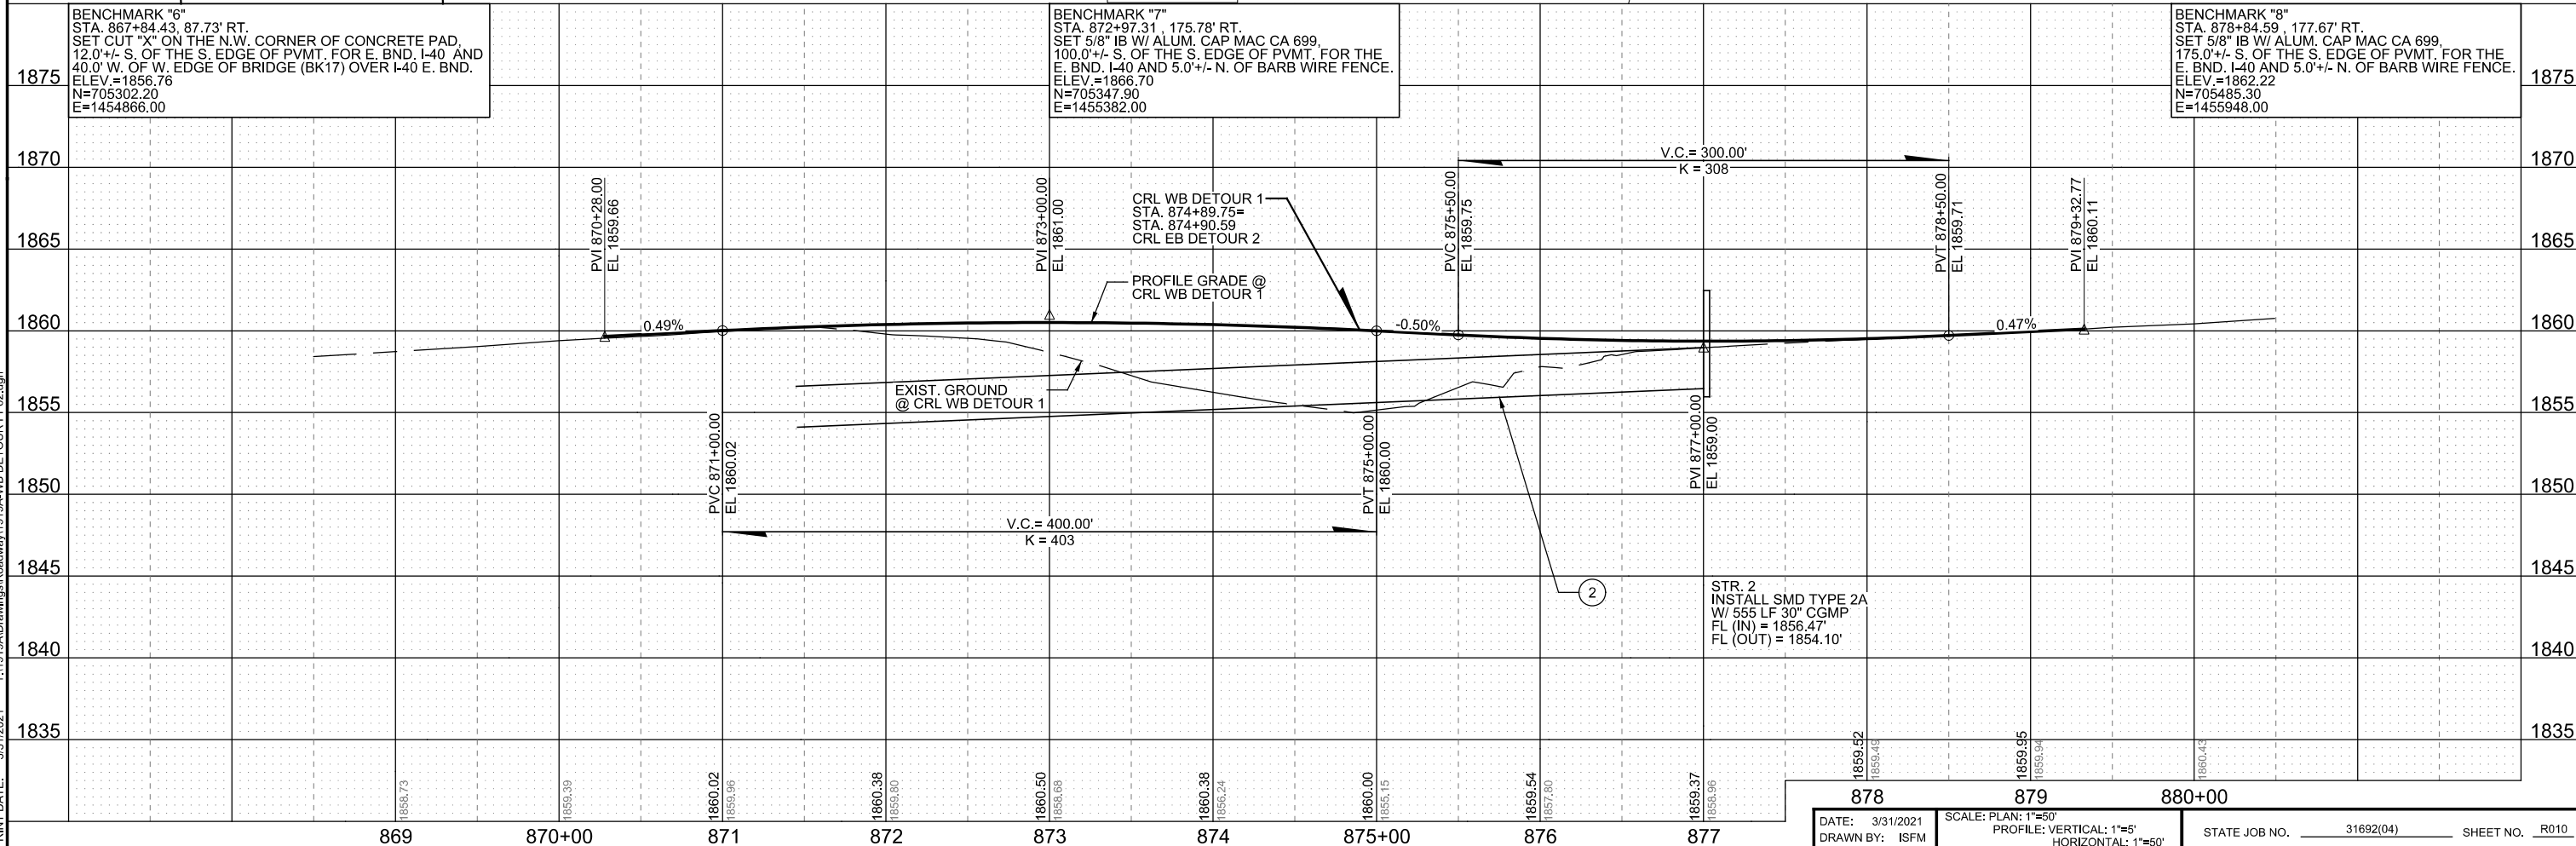 BENCHMARK "6"
STA. 867+84.43, 87.73' RT.
SET CUT "X" ON THE N.W. CORNER OF CONCRETE PAD,
12.0'+/- S. OF THE S. EDGE OF PVMT. FOR E. BND. I-40 AND
40.0' W. OF W. EDGE OF BRIDGE (BK17) OVER I-40 E. BND.
ELEV.=1856.76
N=705302.20
E=1454866.00
BENCHMARK "7"
STA. 872+97.31 , 175.78' RT.
SET 5/8" IB W/ ALUM. CAP MAC CA 699,
100.0'+/- S. OF THE S. EDGE OF PVMT. FOR THE
E. BND. I-40 AND 5.0'+/- N. OF BARB WIRE FENCE.
ELEV.=1866.70
N=705347.90
E=1455382.00
BENCHMARK "8"
STA. 878+84.59 , 177.67' RT.
SET 5/8" IB W/ ALUM. CAP MAC CA 699,
175.0'+/- S. OF THE S. EDGE OF PVMT. FOR THE
E. BND. I-40 AND 5.0'+/- N. OF BARB WIRE FENCE.
ELEV.=1862.22
N=705485.30
E=1455948.00
1875
1870
1865
1860
1855
1850
1845
1840
1835
1875
1870
1865
1860
1855
1850
1845
1840
1835
PVI 870+28.00
EL 1859.66
0.49%
PVC 871+00.00
EL 1860.02
PVI 873+00.00
EL 1861.00
CRL WB DETOUR 1
STA. 874+89.75=
STA. 874+90.59
CRL EB DETOUR 2
PROFILE GRADE @
CRL WB DETOUR 1
EXIST. GROUND
@ CRL WB DETOUR 1
V.C.= 400.00'
K = 403
PVT 875+00.00
EL 1860.00
-0.50%
PVC 875+50.00
EL 1859.75
V.C.= 300.00'
K = 308
PVI 877+00.00
EL 1859.00
PVT 878+50.00
EL 1859.71
0.47%
PVI 879+32.77
EL 1860.11
2
STR. 2
INSTALL SMD TYPE 2A
W/ 555 LF 30" CGMP
FL (IN) = 1856.47'
FL (OUT) = 1854.10'
1858.73
1859.39
1860.02
1859.96
1860.38
1859.80
1860.50
1858.68
1860.38
1856.24
1860.00
1855.15
1859.54
1857.80
1859.37
1858.96
1859.52
1859.49
1859.95
1859.94
1860.43
869
870+00
871
872
873
874
875+00
876
877
878
879
880+00
DATE: 3/31/2021
DRAWN BY: ISFM
SCALE: PLAN: 1"=50'
PROFILE: VERTICAL: 1"=5'
HORIZONTAL: 1"=50'
STATE JOB NO. 31692(04) SHEET NO. R010